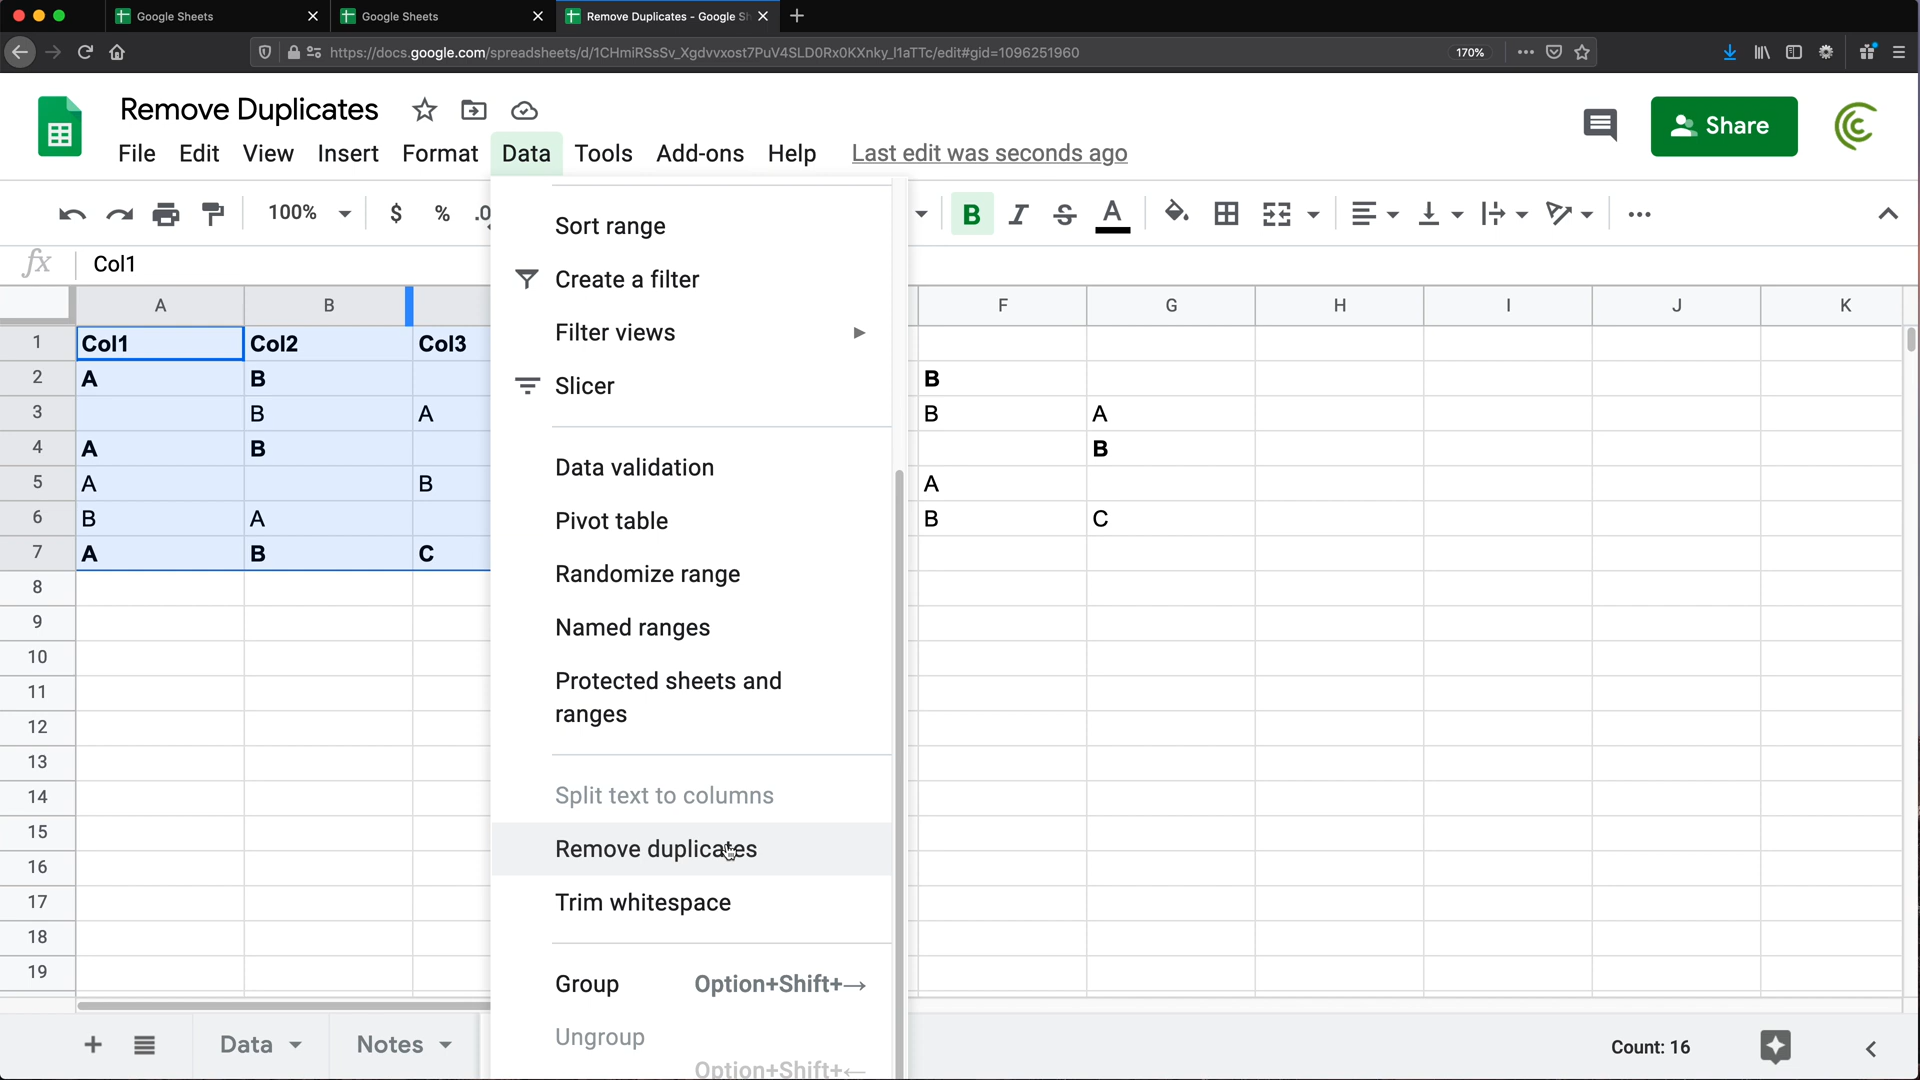 Google Sheets
Google Sheets
Remove Duplicates - Google Sh
https://docs.google.com/spreadsheets/d/1CHmiRSsSv_Xgdvvxost7PuV4SLD0Rx0KXnky_l1aTTc/edit#gid=1096251960
170%
Remove Duplicates
Share
File Edit View Insert Format Data Tools Add-ons Help Last edit was seconds ago
100% $ % .0 B I S A
fx Col1
A B F G H I J K
1 Col1 Col2 Col3
2 A B B
3 B A B A
4 A B B
5 A B A
6 B A B C
7 A B C
8
9
10
11
12
13
14
15
16
17
18
19
Sort range
Create a filter
Filter views
Slicer
Data validation
Pivot table
Randomize range
Named ranges
Protected sheets and
ranges
Split text to columns
Remove duplicates
Trim whitespace
Group Option+Shift+→
Ungroup
Option+Shift+←
Data Notes
Count: 16